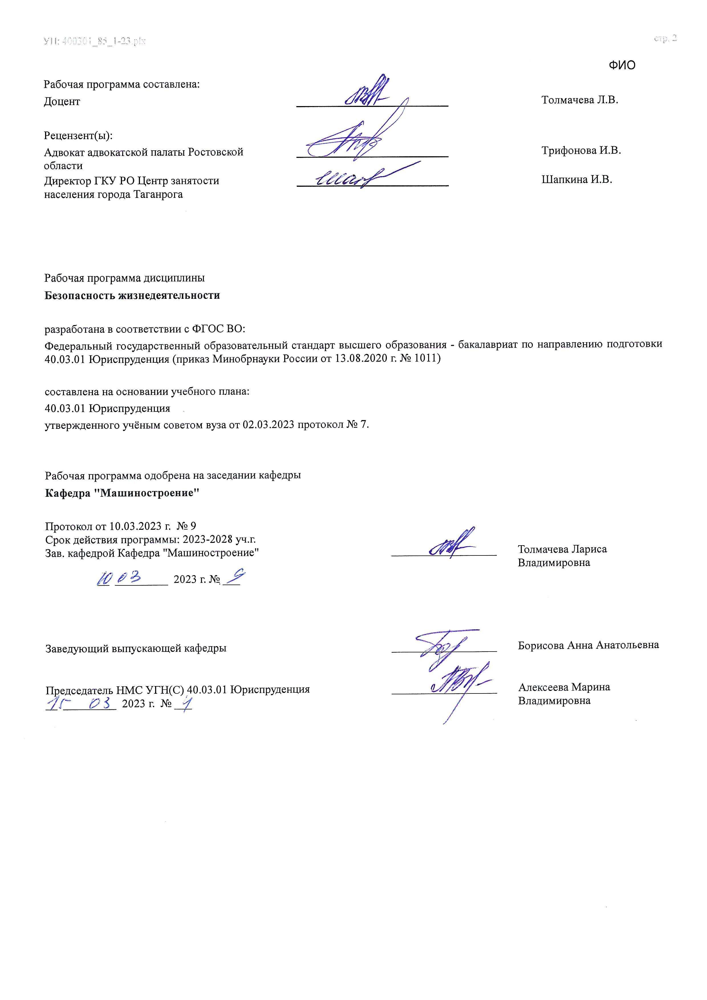 УП: 400301_85_1-23.plx стр. 2
ФИО
Рабочая программа составлена:
Доцент Толмачева Л.В.
Рецензент(ы):
Адвокат адвокатской палаты Ростовской Трифонова И.В.
области
Директор ГКУ РО Центр занятости Шапкина И.В.
населения города Таганрога
Рабочая программа дисциплины
Безопасность жизнедеятельности
разработана в соответствии с ФГОС ВО:
Федеральный государственный образовательный стандарт высшего образования - бакалавриат по направлению подготовки
40.03.01 Юриспруденция (приказ Минобрнауки России от 13.08.2020 г. № 1011)
составлена на основании учебного плана:
40.03.01 Юриспруденция
утвержденного учёным советом вуза от 02.03.2023 протокол № 7.
Рабочая программа одобрена на заседании кафедры
Кафедра "Машиностроение"
Протокол от 10.03.2023 г. № 9
Срок действия программы: 2023-2028 уч.г.
Зав. кафедрой Кафедра "Машиностроение" Толмачева Лариса
Владимировна
10 03 2023 г. № 9
Заведующий выпускающей кафедры Борисова Анна Анатольевна
Председатель НМС УГН(С) 40.03.01 Юриспруденция Алексеева Марина
15 03 2023 г. № 1 Владимировна